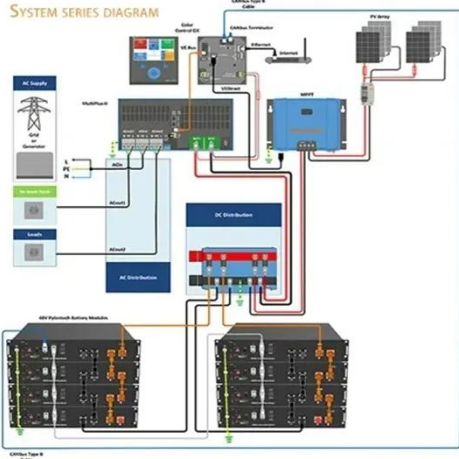 SYSTEM SERIES DIAGRAM
CANbus Type B
Cable
Color
Control GX
CANbus Terminator
Ethernet
Internet
VE Bus
VEDirect
PV Array
AC Supply
Grid
or
Generator
MultiPlus-II
MPPT
L
PE
N
ACin
ACout1
Loads
ACout2
AC Distribution
DC Distribution
48V Pylontech Battery Modules
CANbus Type B